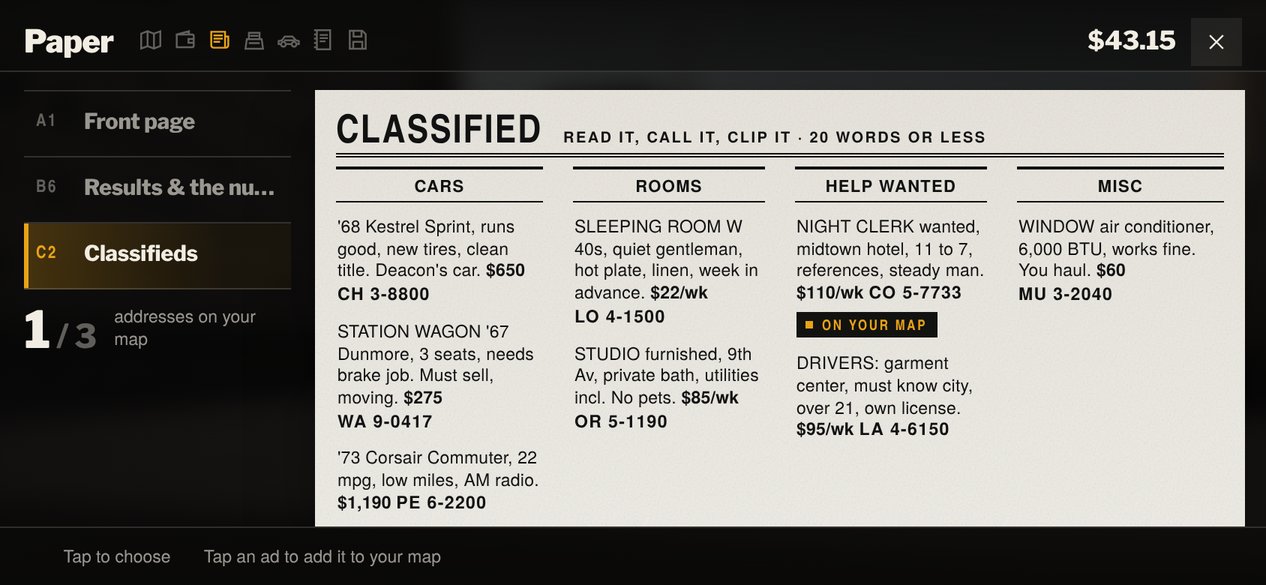 Paper
$43.15
A1 Front page
B6 Results & the nu...
C2 Classifieds
1/3 addresses on your
map
CLASSIFIED READ IT, CALL IT, CLIP IT · 20 WORDS OR LESS
CARS
'68 Kestrel Sprint, runs
good, new tires, clean
title. Deacon's car. $650
CH 3-8800
STATION WAGON '67
Dunmore, 3 seats, needs
brake job. Must sell,
moving. $275
WA 9-0417
'73 Corsair Commuter, 22
mpg, low miles, AM radio.
$1,190 PE 6-2200
ROOMS
SLEEPING ROOM W
40s, quiet gentleman,
hot plate, linen, week in
advance. $22/wk
LO 4-1500
STUDIO furnished, 9th
Av, private bath, utilities
incl. No pets. $85/wk
OR 5-1190
HELP WANTED
NIGHT CLERK wanted,
midtown hotel, 11 to 7,
references, steady man.
$110/wk CO 5-7733
ON YOUR MAP
DRIVERS: garment
center, must know city,
over 21, own license.
$95/wk LA 4-6150
MISC
WINDOW air conditioner,
6,000 BTU, works fine.
You haul. $60
MU 3-2040
Tap to choose Tap an ad to add it to your map